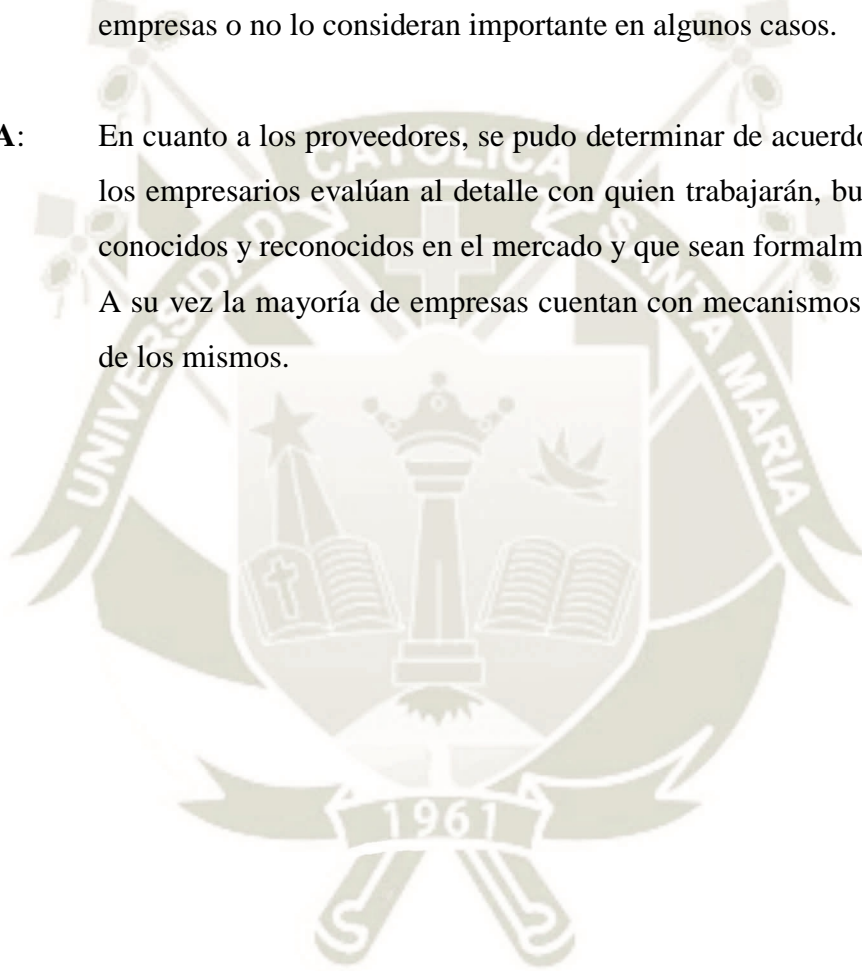 empresas o no lo consideran importante en algunos casos.
A: En cuanto a los proveedores, se pudo determinar de acuerdo
los empresarios evalúan al detalle con quien trabajarán, bu
conocidos y reconocidos en el mercado y que sean formalm
A su vez la mayoría de empresas cuentan con mecanismos
de los mismos.
UNIVERSIDAD CATOLICA SANTA MARIA
1961